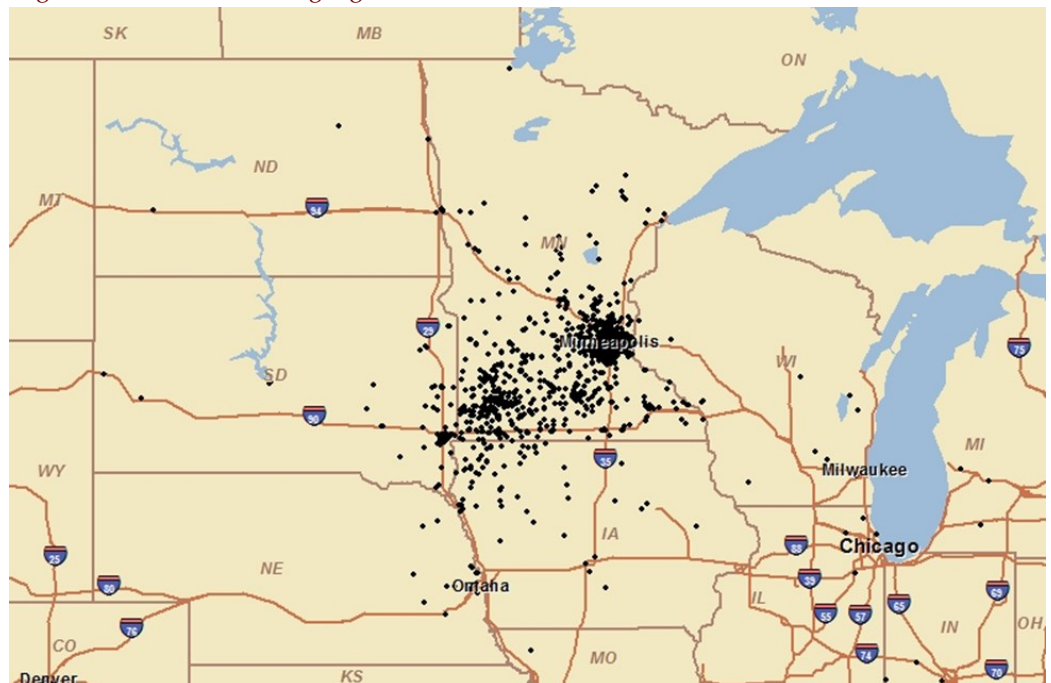 SK
MB
ON
ND
MT
94
MN
29
Minneapolis
75
SD
WI
90
WY
35
MI
Milwaukee
IA
Chicago
25
88
NE
80
Omaha
39
69
IL
55
57
65
76
IN
OH
CO
MO
74
70
KS
Denver